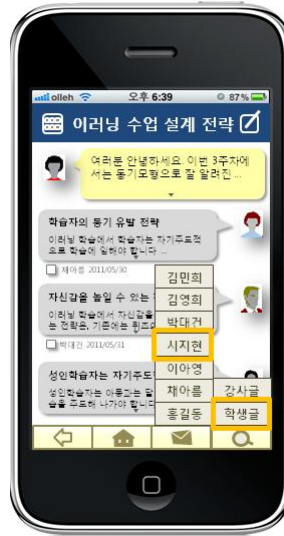 olleh 오후 6:39 87%
이러닝 수업 설계 전략
여러분 안녕하세요. 이번 3주차에
서는 동기모형으로 잘 알려진 ...
학습자의 동기 유발 전략
이러닝 학습에서 학습자는 자기주도적
으로 학습에 임해야 합니다 ...
채아름 2011/05/30
김민희
자신감을 높일 수 있는
김영희
이러닝 학습에서 자신감을
는 전략은, 기존에는
박대건
박대건 2011/05/31
시지현
이아영
성인학습자는 자기주도
성인학습자는 아동과는
채아름 강사글
습을 주도해 나가야 합니다
홍길동 학생글